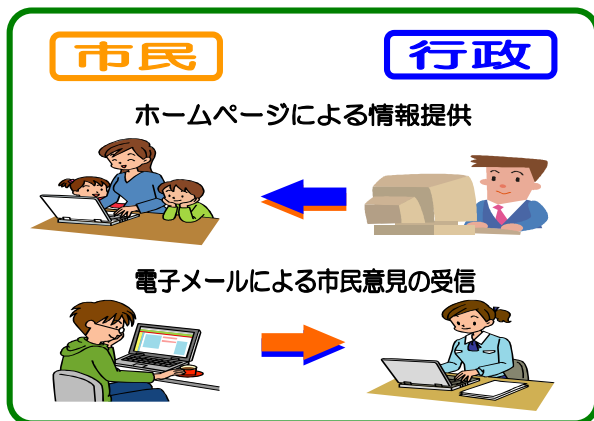 市民
行政
ホームページによる情報提供
電子メールによる市民意見の受信